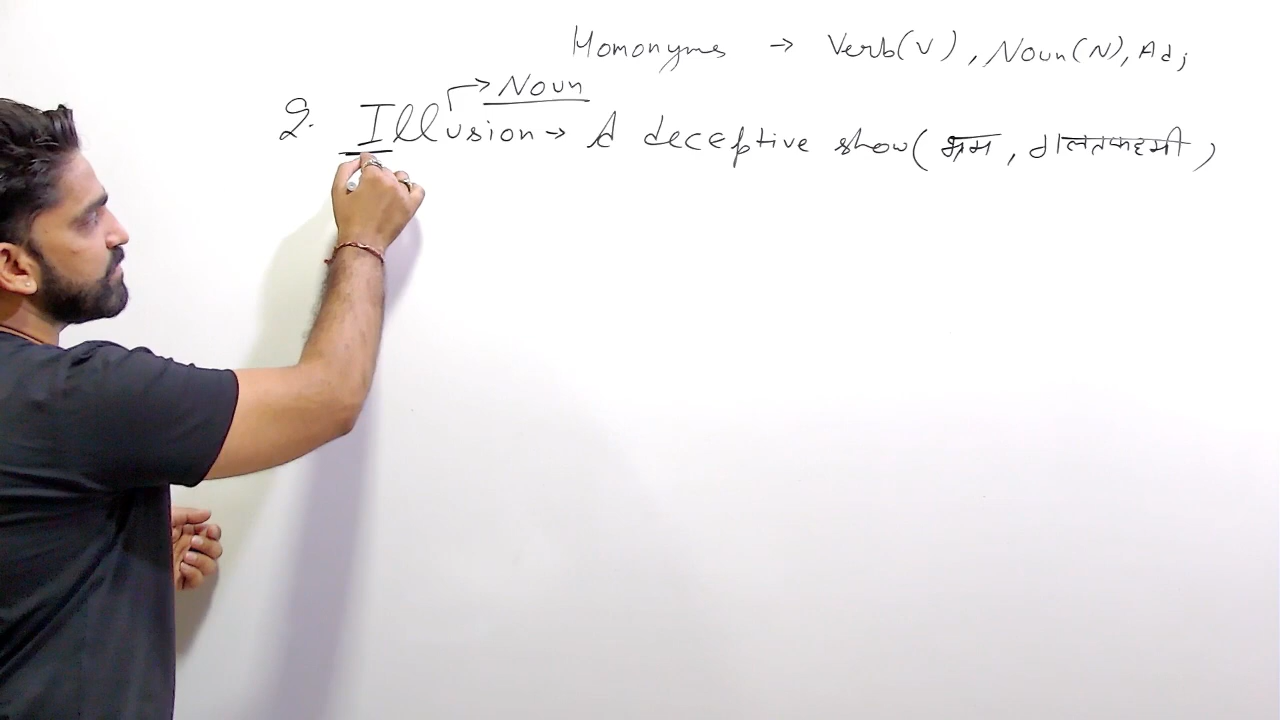 Homonyms → Verb(V), Noun(N), Adj
→ Noun
2. Illusion → A deceptive show (भ्रम, गलतफहमी)